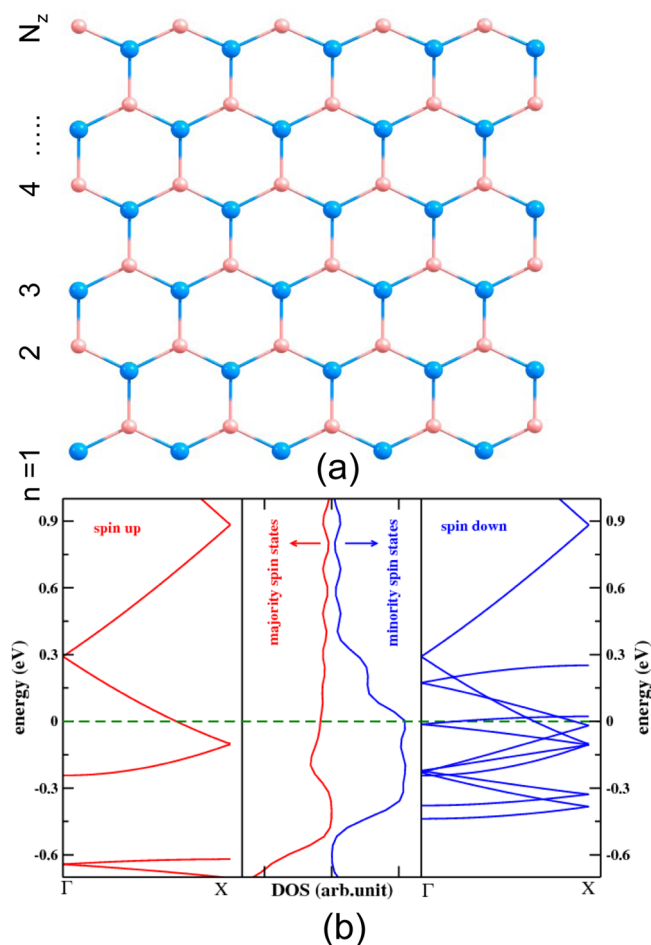 N_z
......
4
3
2
n =1
(a)
spin up
majority spin states
minority spin states
spin down
energy (eV)
0.9
0.6
0.3
0
-0.3
-0.6
energy (eV)
0.9
0.6
0.3
0
-0.3
-0.6
Γ X DOS (arb.unit) Γ X
(b)